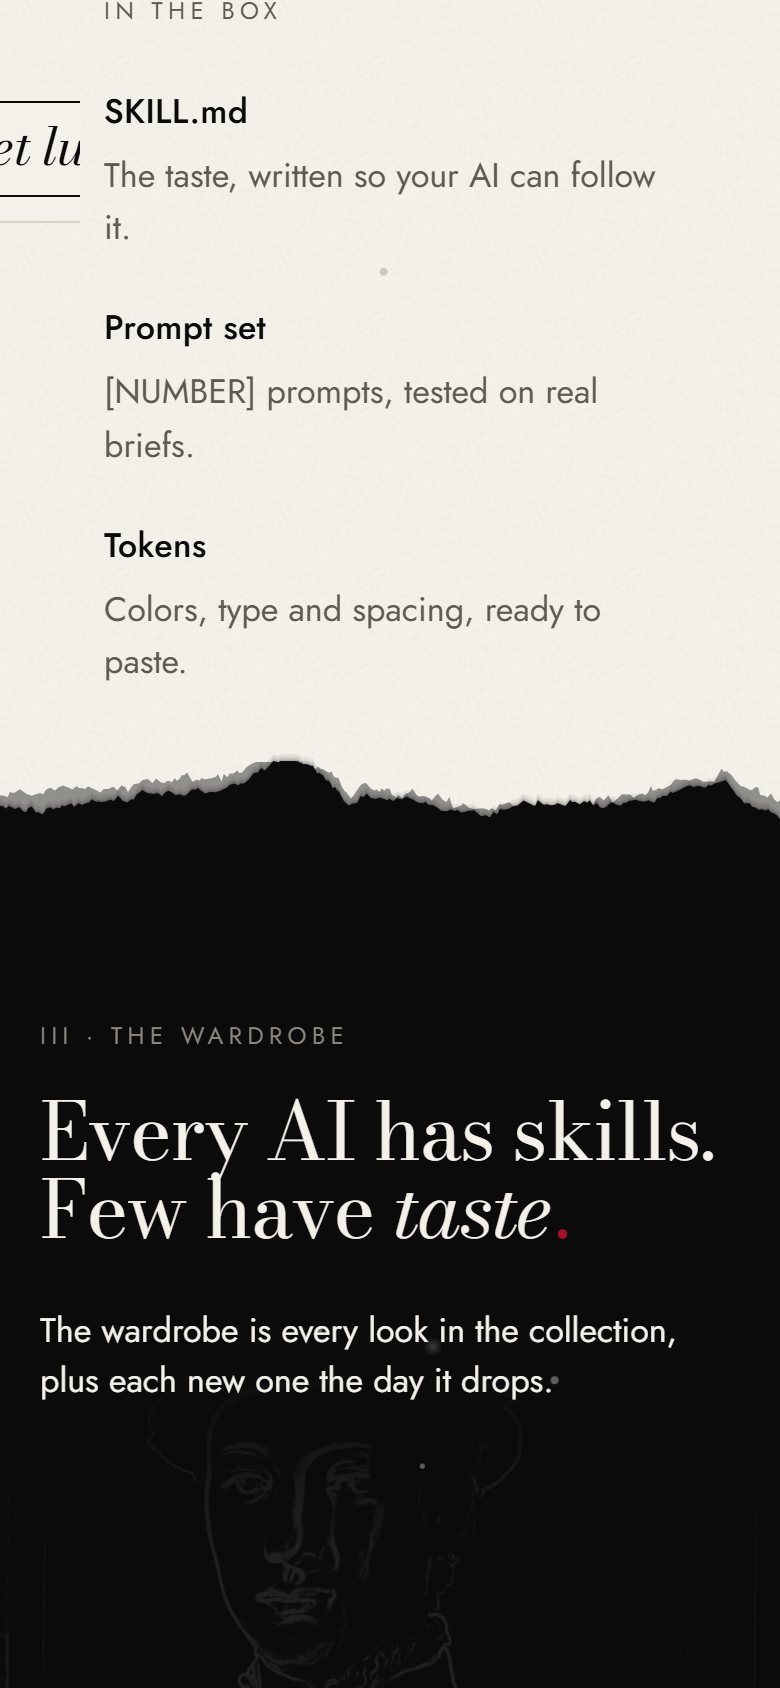 IN THE BOX
SKILL.md
et lu
The taste, written so your AI can follow
it.
Prompt set
[NUMBER] prompts, tested on real
briefs.
Tokens
Colors, type and spacing, ready to
paste.
III · THE WARDROBE
Every AI has skills.
Few have taste.
The wardrobe is every look in the collection,
plus each new one the day it drops.